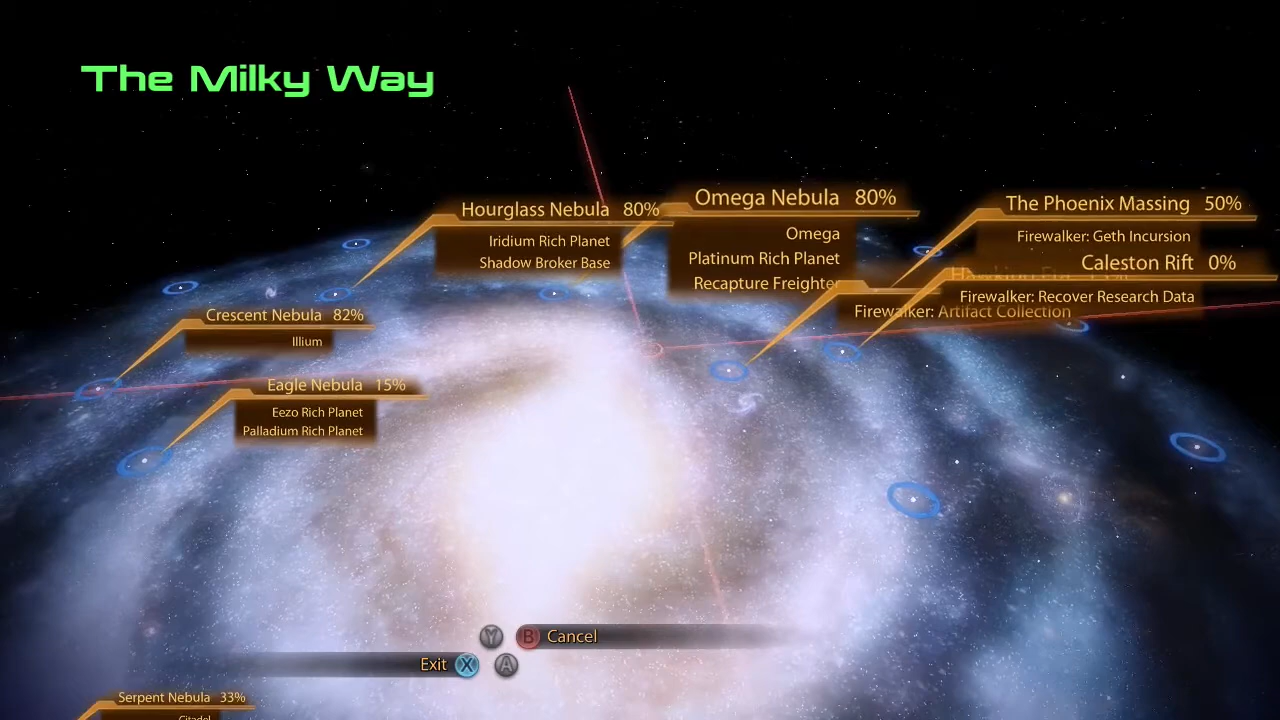 The Milky Way
Hourglass Nebula 80%
Iridium Rich Planet
Shadow Broker Base
Omega Nebula 80%
Omega
Platinum Rich Planet
Recapture Freighter
The Phoenix Massing 50%
Firewalker: Geth Incursion
Caleston Rift 0%
Firewalker: Recover Research Data
Firewalker: Artifact Collection
Crescent Nebula 82%
Illium
Eagle Nebula 15%
Eezo Rich Planet
Palladium Rich Planet
Y B Cancel
Exit X A
Serpent Nebula 33%
Citadel